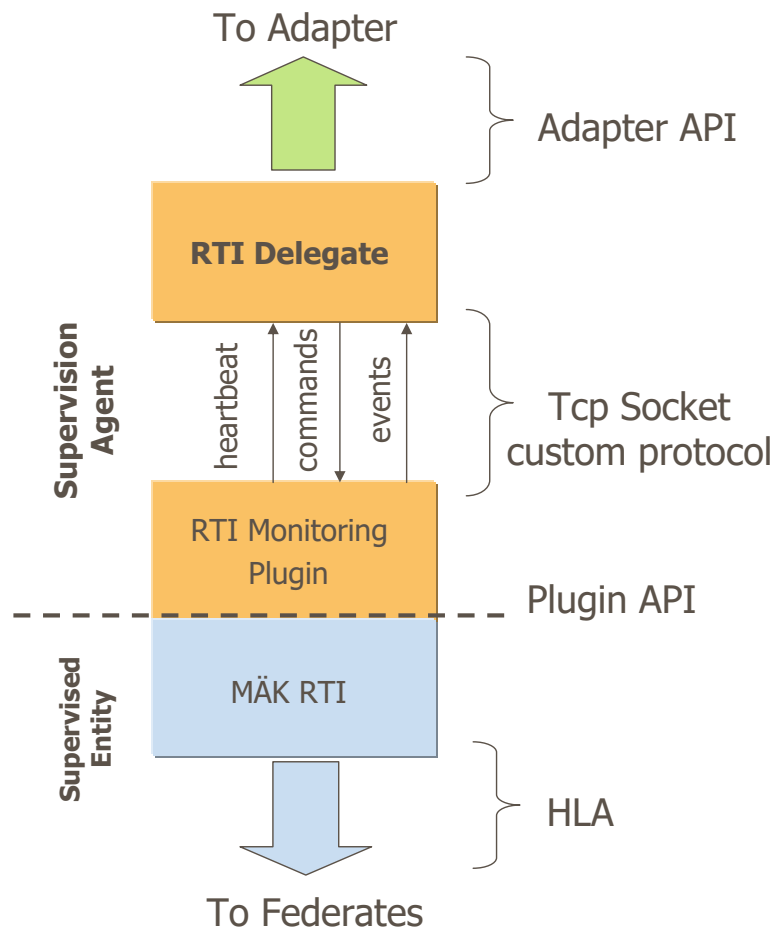 To Adapter
Adapter API
RTI Delegate
Supervision
Agent
heartbeat
commands
events
Tcp Socket
custom protocol
RTI Monitoring
Plugin
Plugin API
Supervised
Entity
MÄK RTI
HLA
To Federates